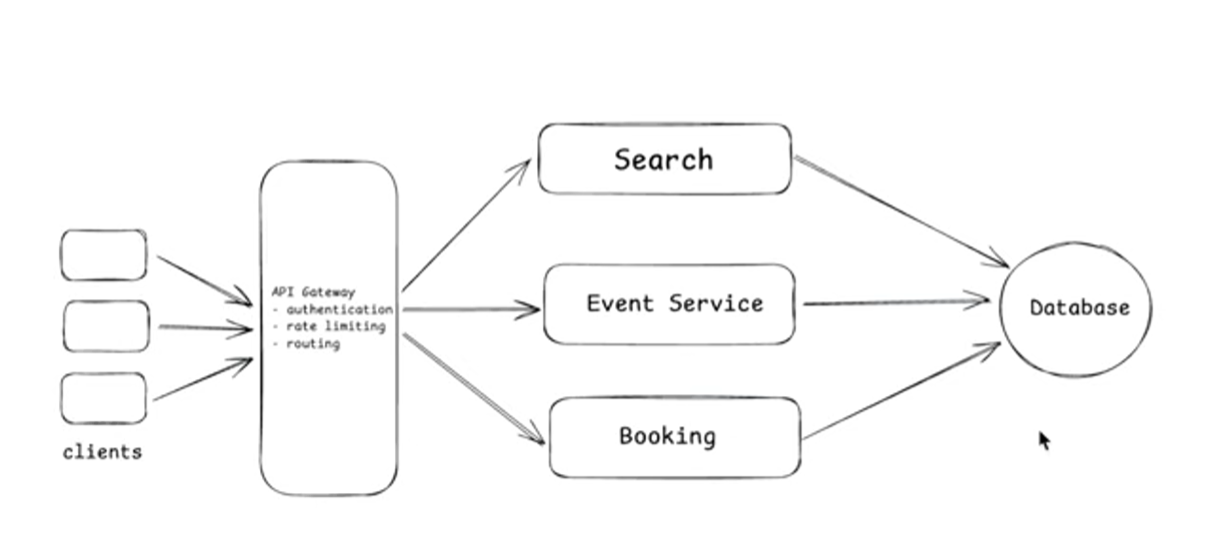 clients
API Gateway
- authentication
- rate limiting
- routing
Search
Event Service
Booking
Database